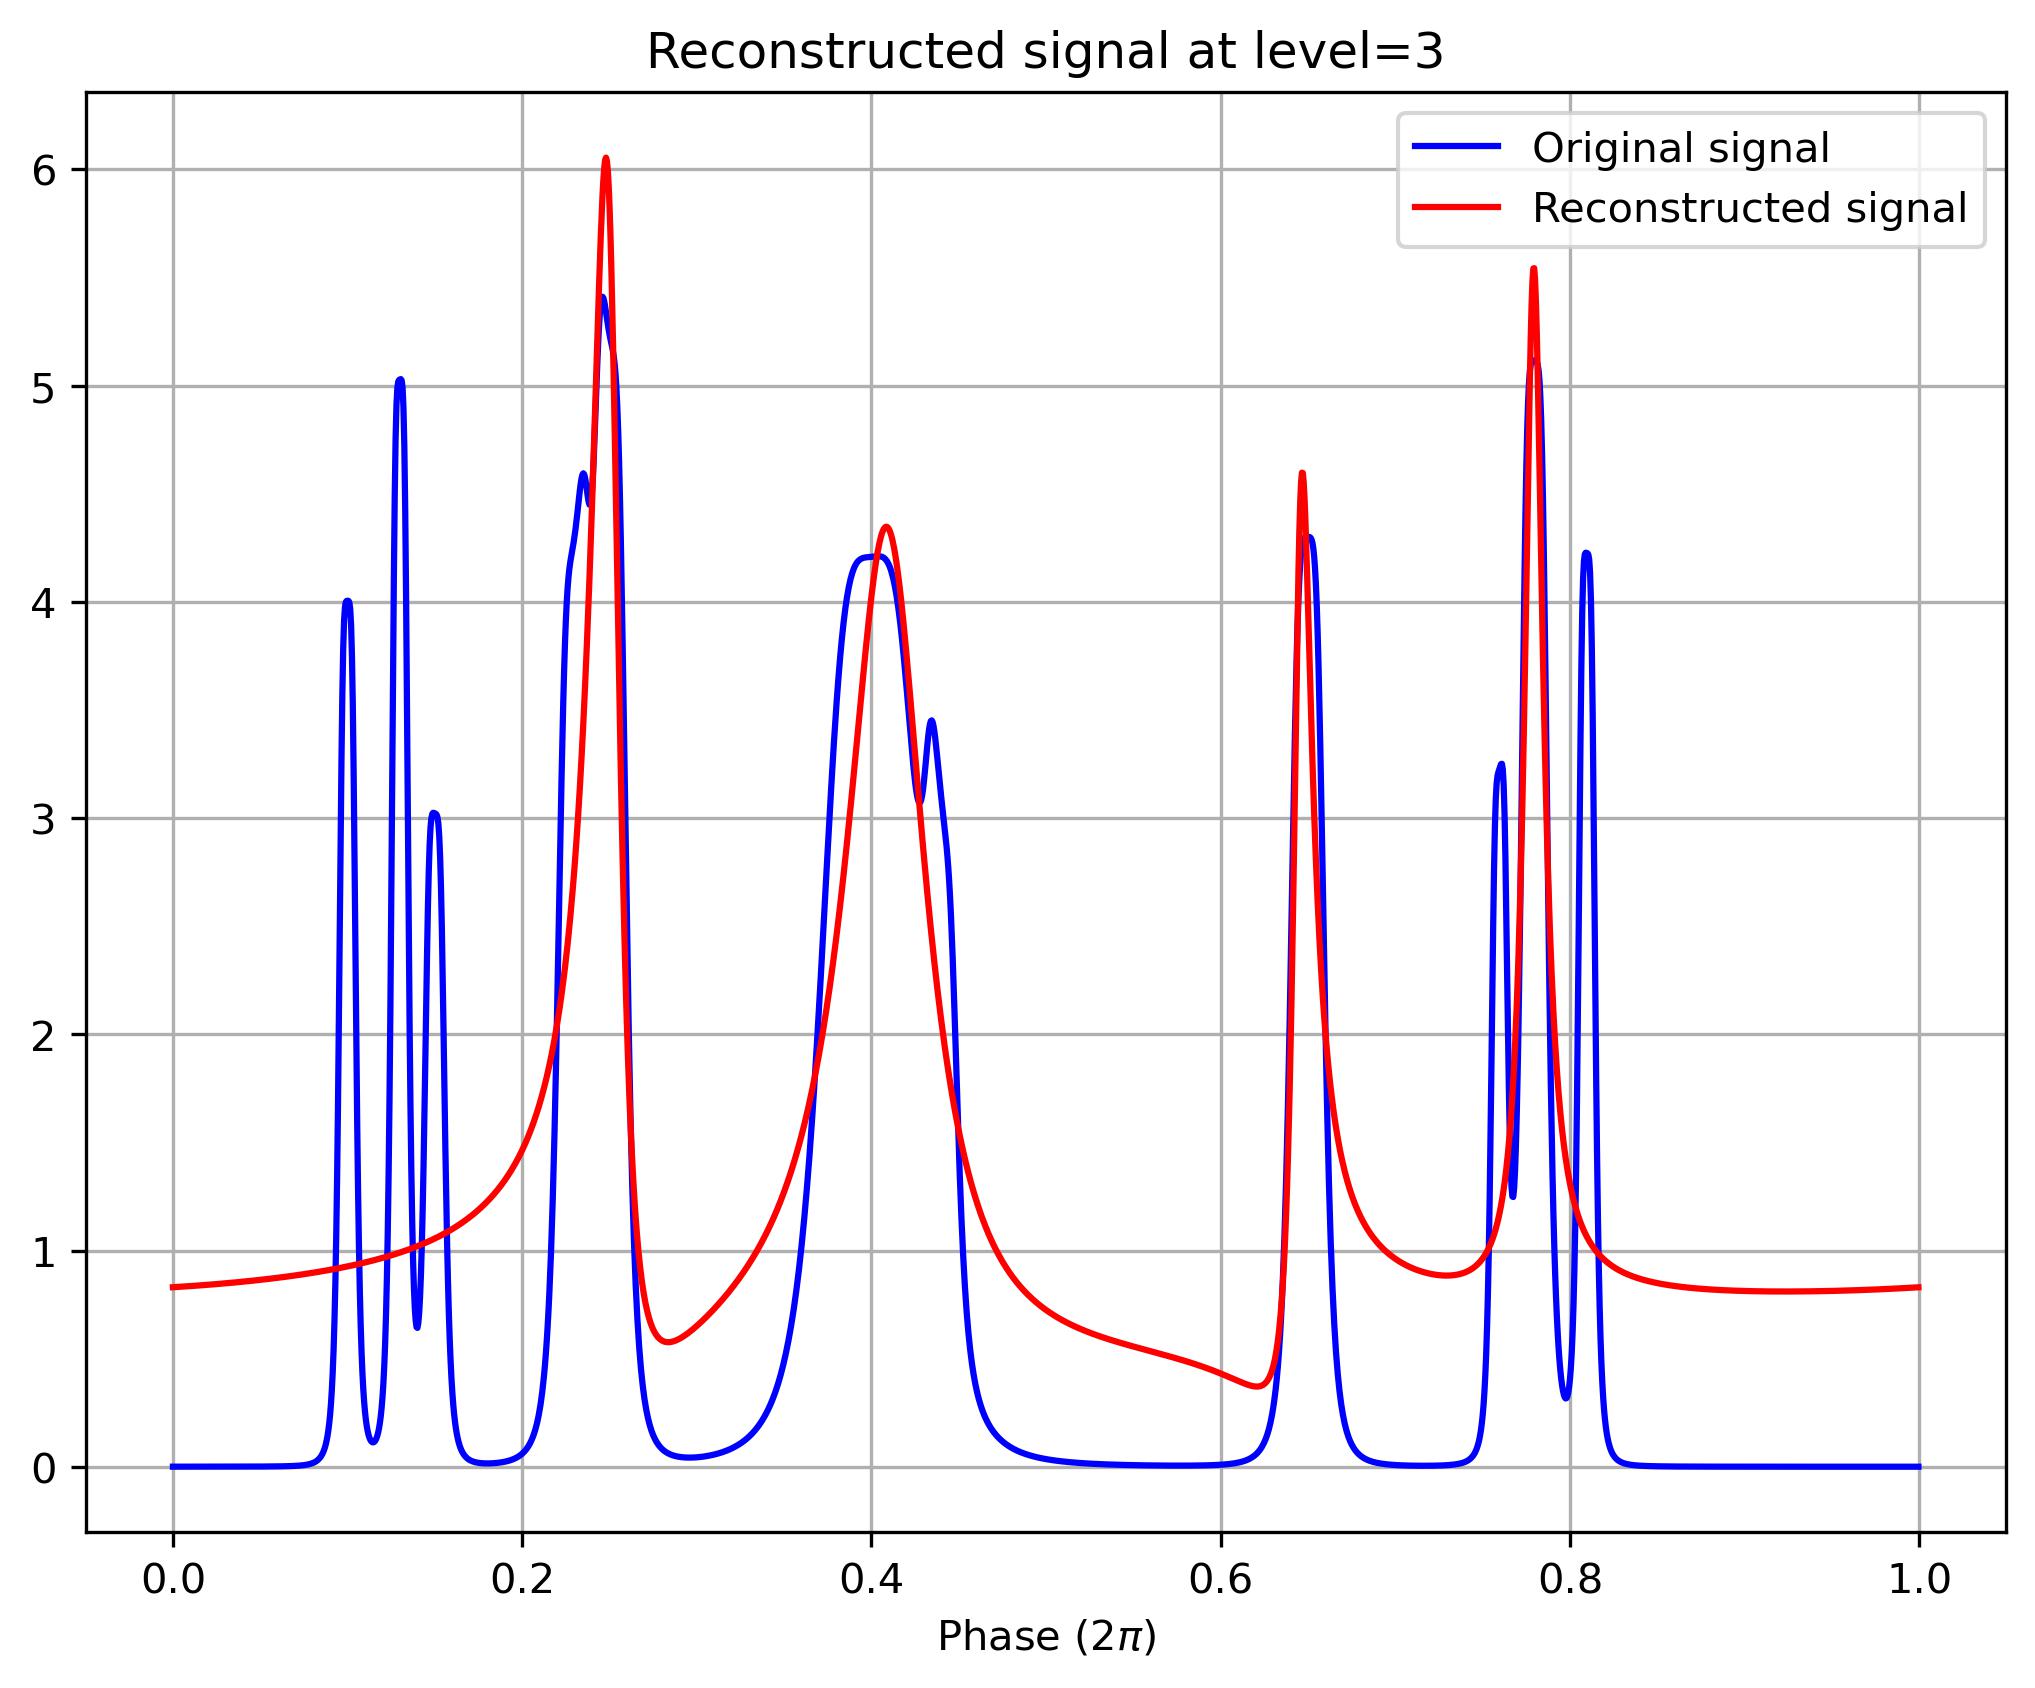 Reconstructed signal at level=3
Original signal
Reconstructed signal
6
5
4
3
2
1
0
0.0 0.2 0.4 0.6 0.8 1.0
Phase (2π)